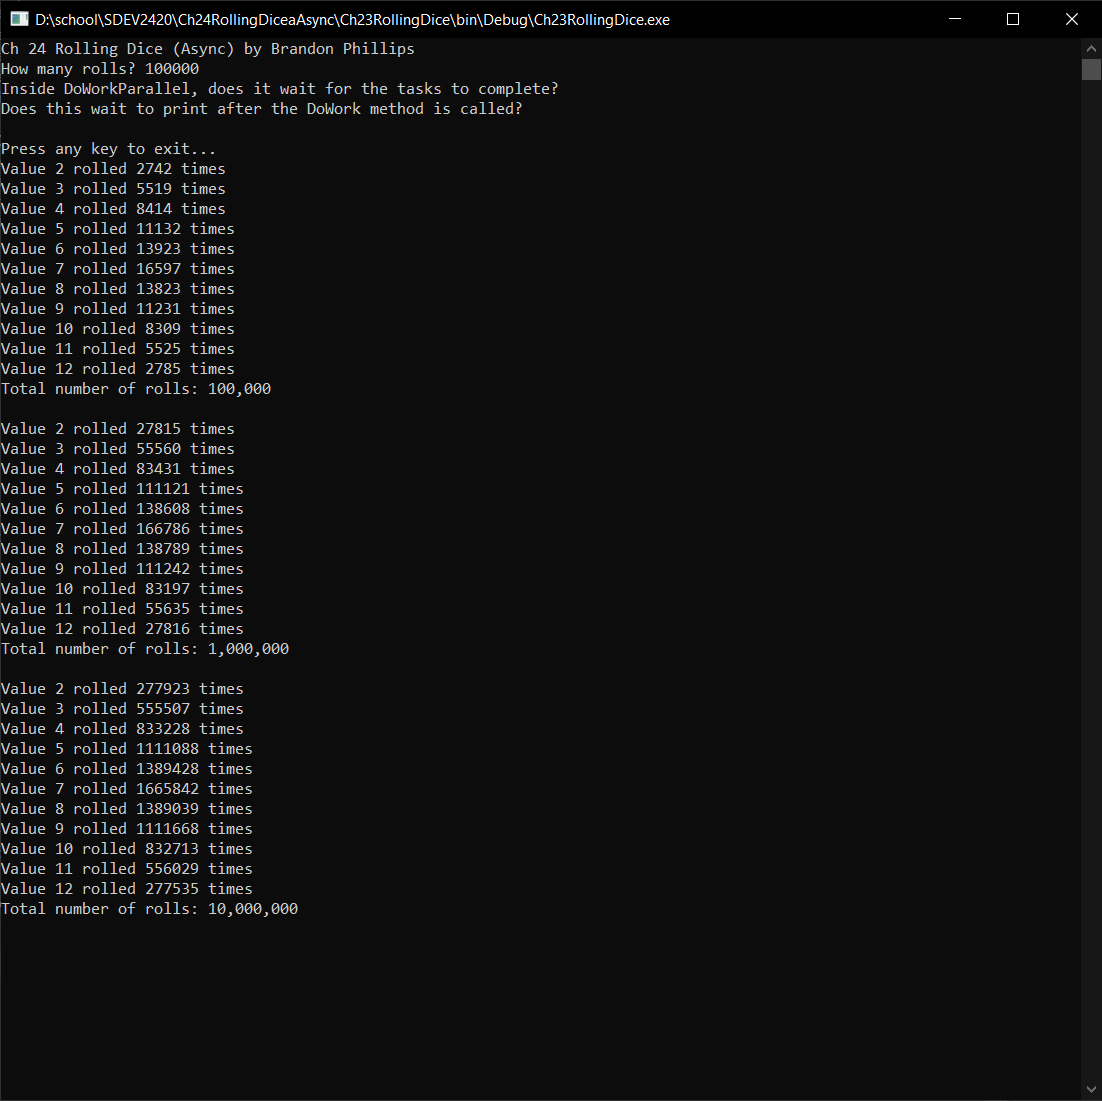 D:\school\SDEV2420\Ch24RollingDiceaAsync\Ch23RollingDice\bin\Debug\Ch23RollingDice.exe
Ch 24 Rolling Dice (Async) by Brandon Phillips
How many rolls? 100000
Inside DoWorkParallel, does it wait for the tasks to complete?
Does this wait to print after the DoWork method is called?
Press any key to exit...
Value 2 rolled 2742 times
Value 3 rolled 5519 times
Value 4 rolled 8414 times
Value 5 rolled 11132 times
Value 6 rolled 13923 times
Value 7 rolled 16597 times
Value 8 rolled 13823 times
Value 9 rolled 11231 times
Value 10 rolled 8309 times
Value 11 rolled 5525 times
Value 12 rolled 2785 times
Total number of rolls: 100,000
Value 2 rolled 27815 times
Value 3 rolled 55560 times
Value 4 rolled 83431 times
Value 5 rolled 111121 times
Value 6 rolled 138608 times
Value 7 rolled 166786 times
Value 8 rolled 138789 times
Value 9 rolled 111242 times
Value 10 rolled 83197 times
Value 11 rolled 55635 times
Value 12 rolled 27816 times
Total number of rolls: 1,000,000
Value 2 rolled 277923 times
Value 3 rolled 555507 times
Value 4 rolled 833228 times
Value 5 rolled 1111088 times
Value 6 rolled 1389428 times
Value 7 rolled 1665842 times
Value 8 rolled 1389039 times
Value 9 rolled 1111668 times
Value 10 rolled 832713 times
Value 11 rolled 556029 times
Value 12 rolled 277535 times
Total number of rolls: 10,000,000